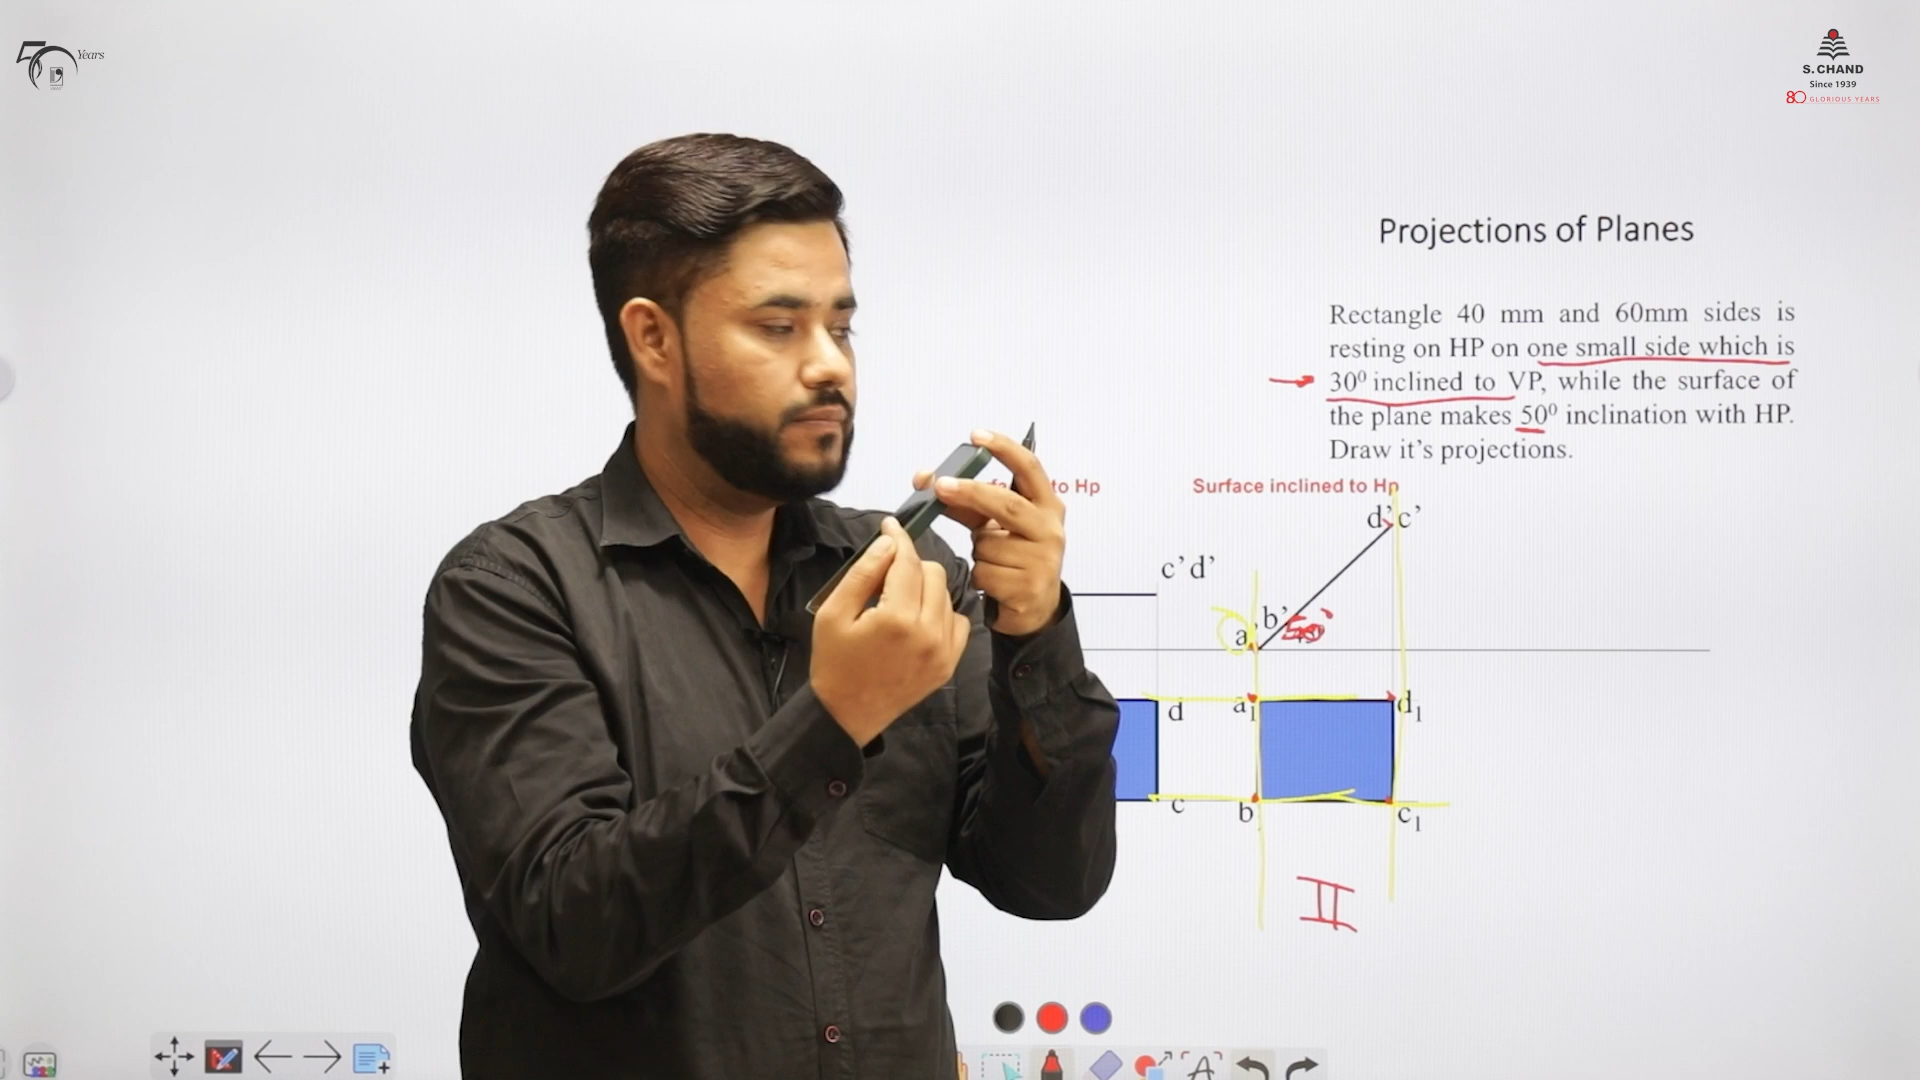 50 Years
S. CHAND
Since 1939
80 GLORIOUS YEARS
Projections of Planes
Rectangle 40 mm and 60mm sides is
resting on HP on one small side which is
30⁰ inclined to VP, while the surface of
the plane makes 50⁰ inclination with HP.
Draw it's projections.
to Hp
Surface inclined to Hp
d' c'
c' d'
b'
a'
50°
d
a₁
d₁
c
b
c₁
II